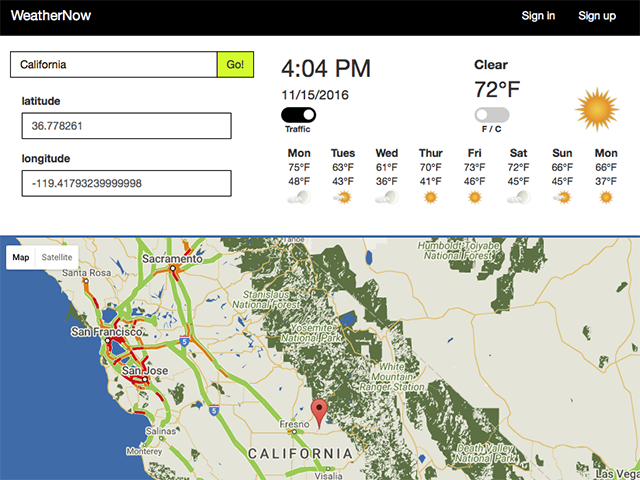 WeatherNow
Sign in
Sign up
California
Go!
latitude
36.778261
longitude
-119.41793239999998
4:04 PM
11/15/2016
Traffic
Clear
72°F
F / C
Mon Tues Wed Thur Fri Sat Sun Mon
75°F 63°F 61°F 70°F 73°F 72°F 66°F 66°F
48°F 43°F 36°F 41°F 46°F 45°F 45°F 37°F
Map
Satellite
Tahoe
Humboldt-Toiyabe
National Forest
Sacramento
Santa Rosa
Stanislaus
National Forest
Yosemite
National Park
San Francisco
5
San Jose
White
Mountain
Ranger Station
5
Salinas
Monterey
Fresno
CALIFORNIA
Visalia
Death Valley
National Park
Las Vega